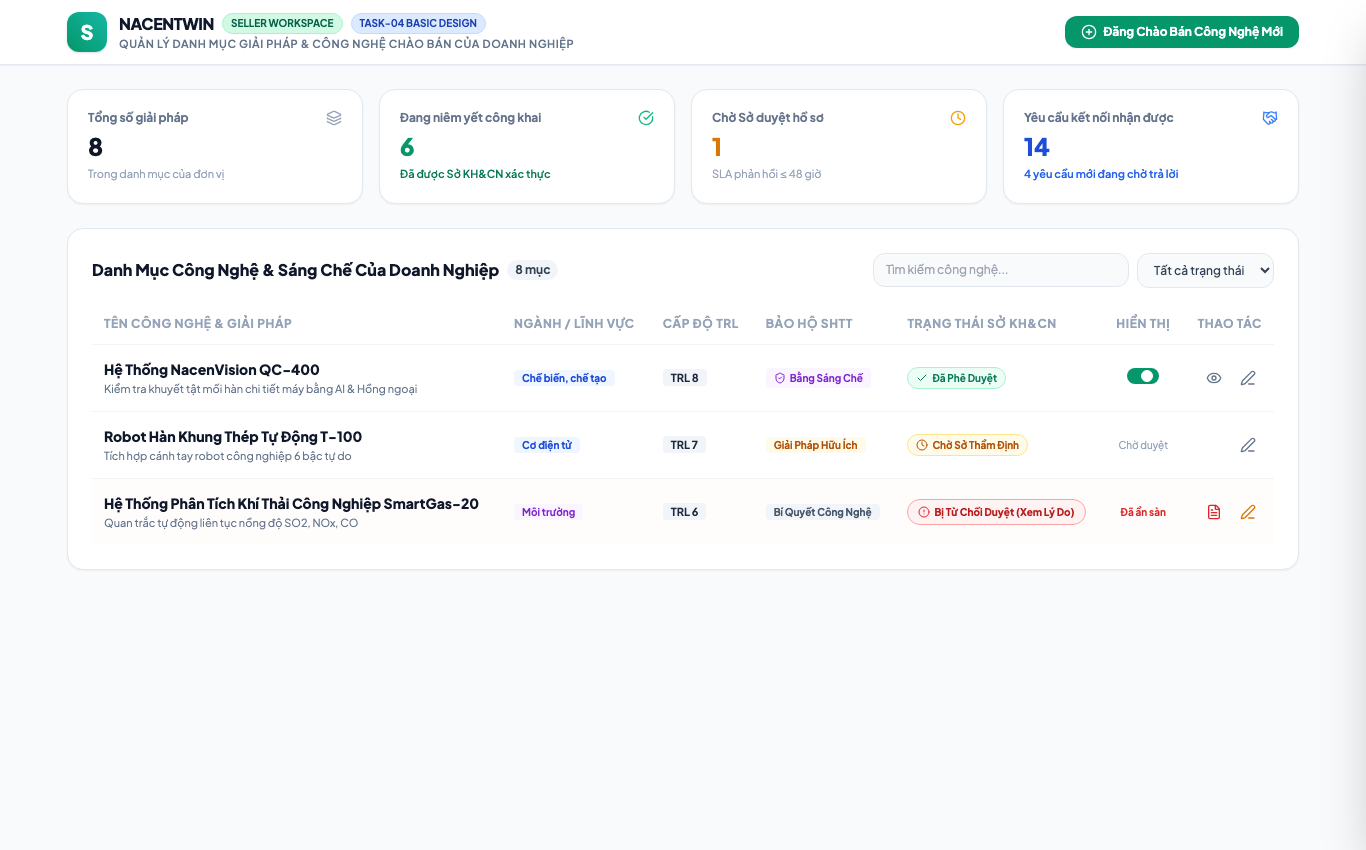 S
NACENTWIN SELLER WORKSPACE TASK-04 BASIC DESIGN
QUẢN LÝ DANH MỤC GIẢI PHÁP & CÔNG NGHỆ CHÀO BÁN CỦA DOANH NGHIỆP
Đăng Chào Bán Công Nghệ Mới
Tổng số giải pháp
8
Trong danh mục của đơn vị
Đang niêm yết công khai
6
Đã được Sở KH&CN xác thực
Chờ Sở duyệt hồ sơ
1
SLA phản hồi ≤ 48 giờ
Yêu cầu kết nối nhận được
14
4 yêu cầu mới đang chờ trả lời
Danh Mục Công Nghệ & Sáng Chế Của Doanh Nghiệp 8 mục
Tìm kiếm công nghệ...
Tất cả trạng thái
TÊN CÔNG NGHỆ & GIẢI PHÁP NGÀNH / LĨNH VỰC CẤP ĐỘ TRL BẢO HỘ SHTT TRẠNG THÁI SỞ KH&CN HIỂN THỊ THAO TÁC
Hệ Thống NacenVision QC-400
Kiểm tra khuyết tật mối hàn chi tiết máy bằng AI & Hồng ngoại
Chế biến, chế tạo TRL 8 Bằng Sáng Chế Đã Phê Duyệt
Robot Hàn Khung Thép Tự Động T-100
Tích hợp cánh tay robot công nghiệp 6 bậc tự do
Cơ điện tử TRL 7 Giải Pháp Hữu Ích Chờ Sở Thẩm Định Chờ duyệt
Hệ Thống Phân Tích Khí Thải Công Nghiệp SmartGas-20
Quan trắc tự động liên tục nồng độ SO2, NOx, CO
Môi trường TRL 6 Bí Quyết Công Nghệ Bị Từ Chối Duyệt (Xem Lý Do) Đã ẩn sàn